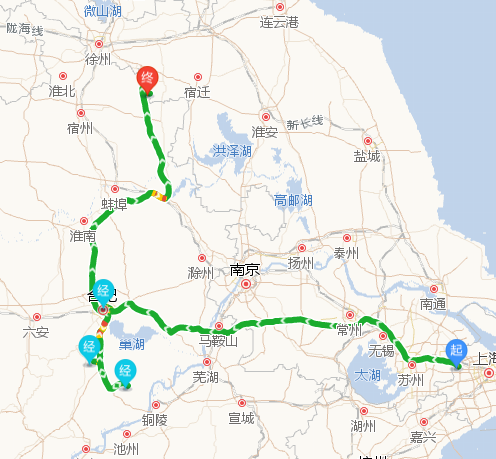 微山湖
连云港
陇海线
徐州
终
淮北
宿迁
宿州
淮安
新长线
盐城
洪泽湖
蚌埠
高邮湖
淮南
泰州
扬州
滁州
南京
经
合肥
南通
六安
马鞍山
常州
巢湖
无锡
起
上海
经
经
芜湖
太湖
苏州
铜陵
宣城
湖州
嘉兴
池州